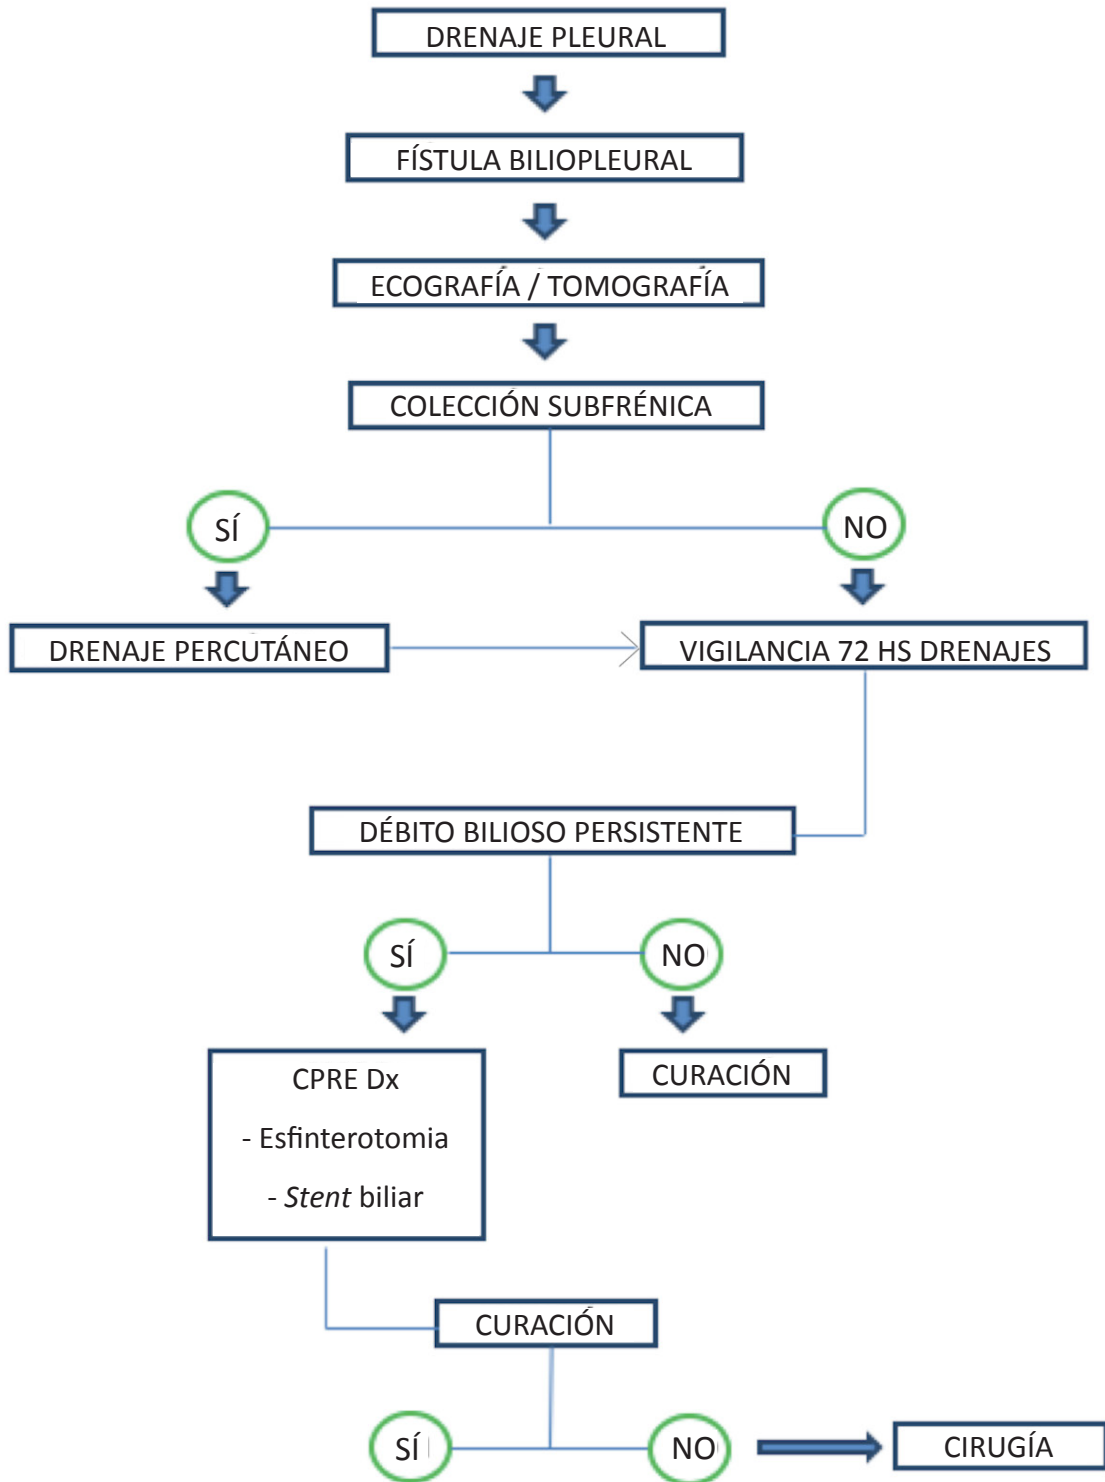 DRENAJE PLEURAL
FÍSTULA BILIOPLEURAL
ECOGRAFÍA / TOMOGRAFÍA
COLECCIÓN SUBFRÉNICA
SÍ
NO
DRENAJE PERCUTÁNEO
VIGILANCIA 72 HS DRENAJES
DÉBITO BILIOSO PERSISTENTE
SÍ
NO
CPRE Dx
- Esfinterotomia
- Stent biliar
CURACIÓN
CURACIÓN
SÍ
NO
CIRUGÍA